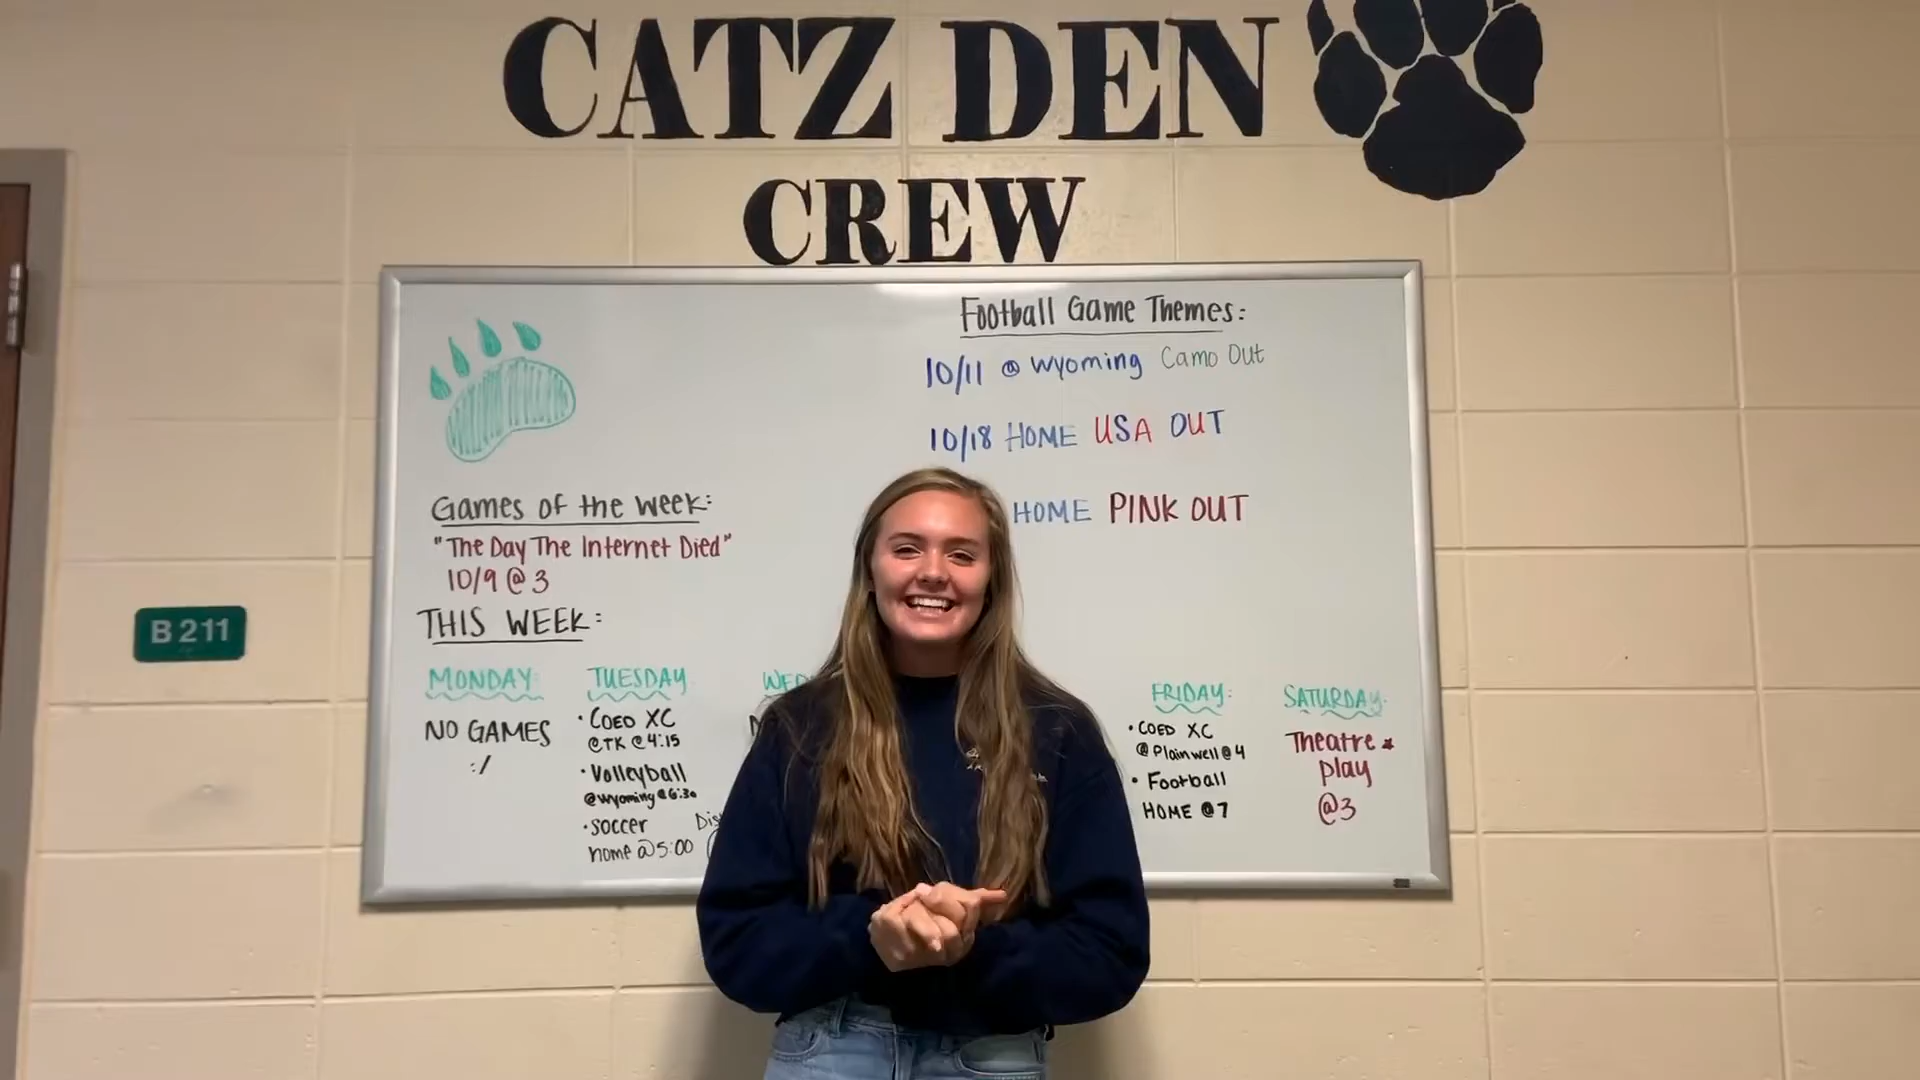 CATZ DEN
CREW
Football Game Themes:
10/11 @ Wyoming Camo Out
10/18 HOME USA OUT
HOME PINK OUT
Games of the week:
"The Day The Internet Died"
10/9 @ 3
THIS WEEK:
MONDAY:
NO GAMES
:/
TUESDAY
• COED XC
@TK @ 4:15
• Volleyball
@wyoming @ 6:30
• soccer
home @ 5:00
FRIDAY:
• COED XC
@ Plainwell @ 4
• Football
HOME @ 7
SATURDAY:
Theatre
play
@3
B 211